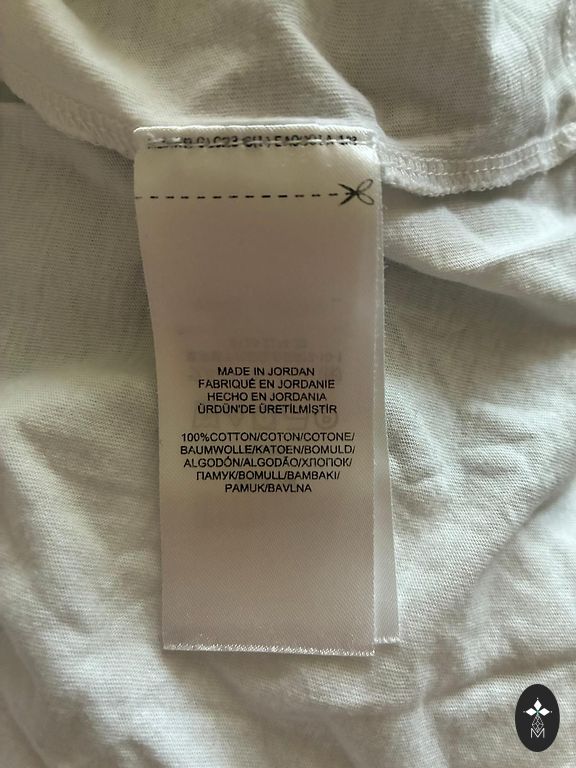 MADE IN JORDAN
FABRIQUÉ EN JORDANIE
HECHO EN JORDANIA
ÜRDÜN'DE ÜRETİLMİŞTİR
100%COTTON/COTON/COTONE/
BAUMWOLLE/KATOEN/BOMULD/
ALGODÓN/ALGODÃO/ХЛОПОК/
ПАМУК/BOMULL/BAMBAKI/
PAMUK/BAVLNA
M